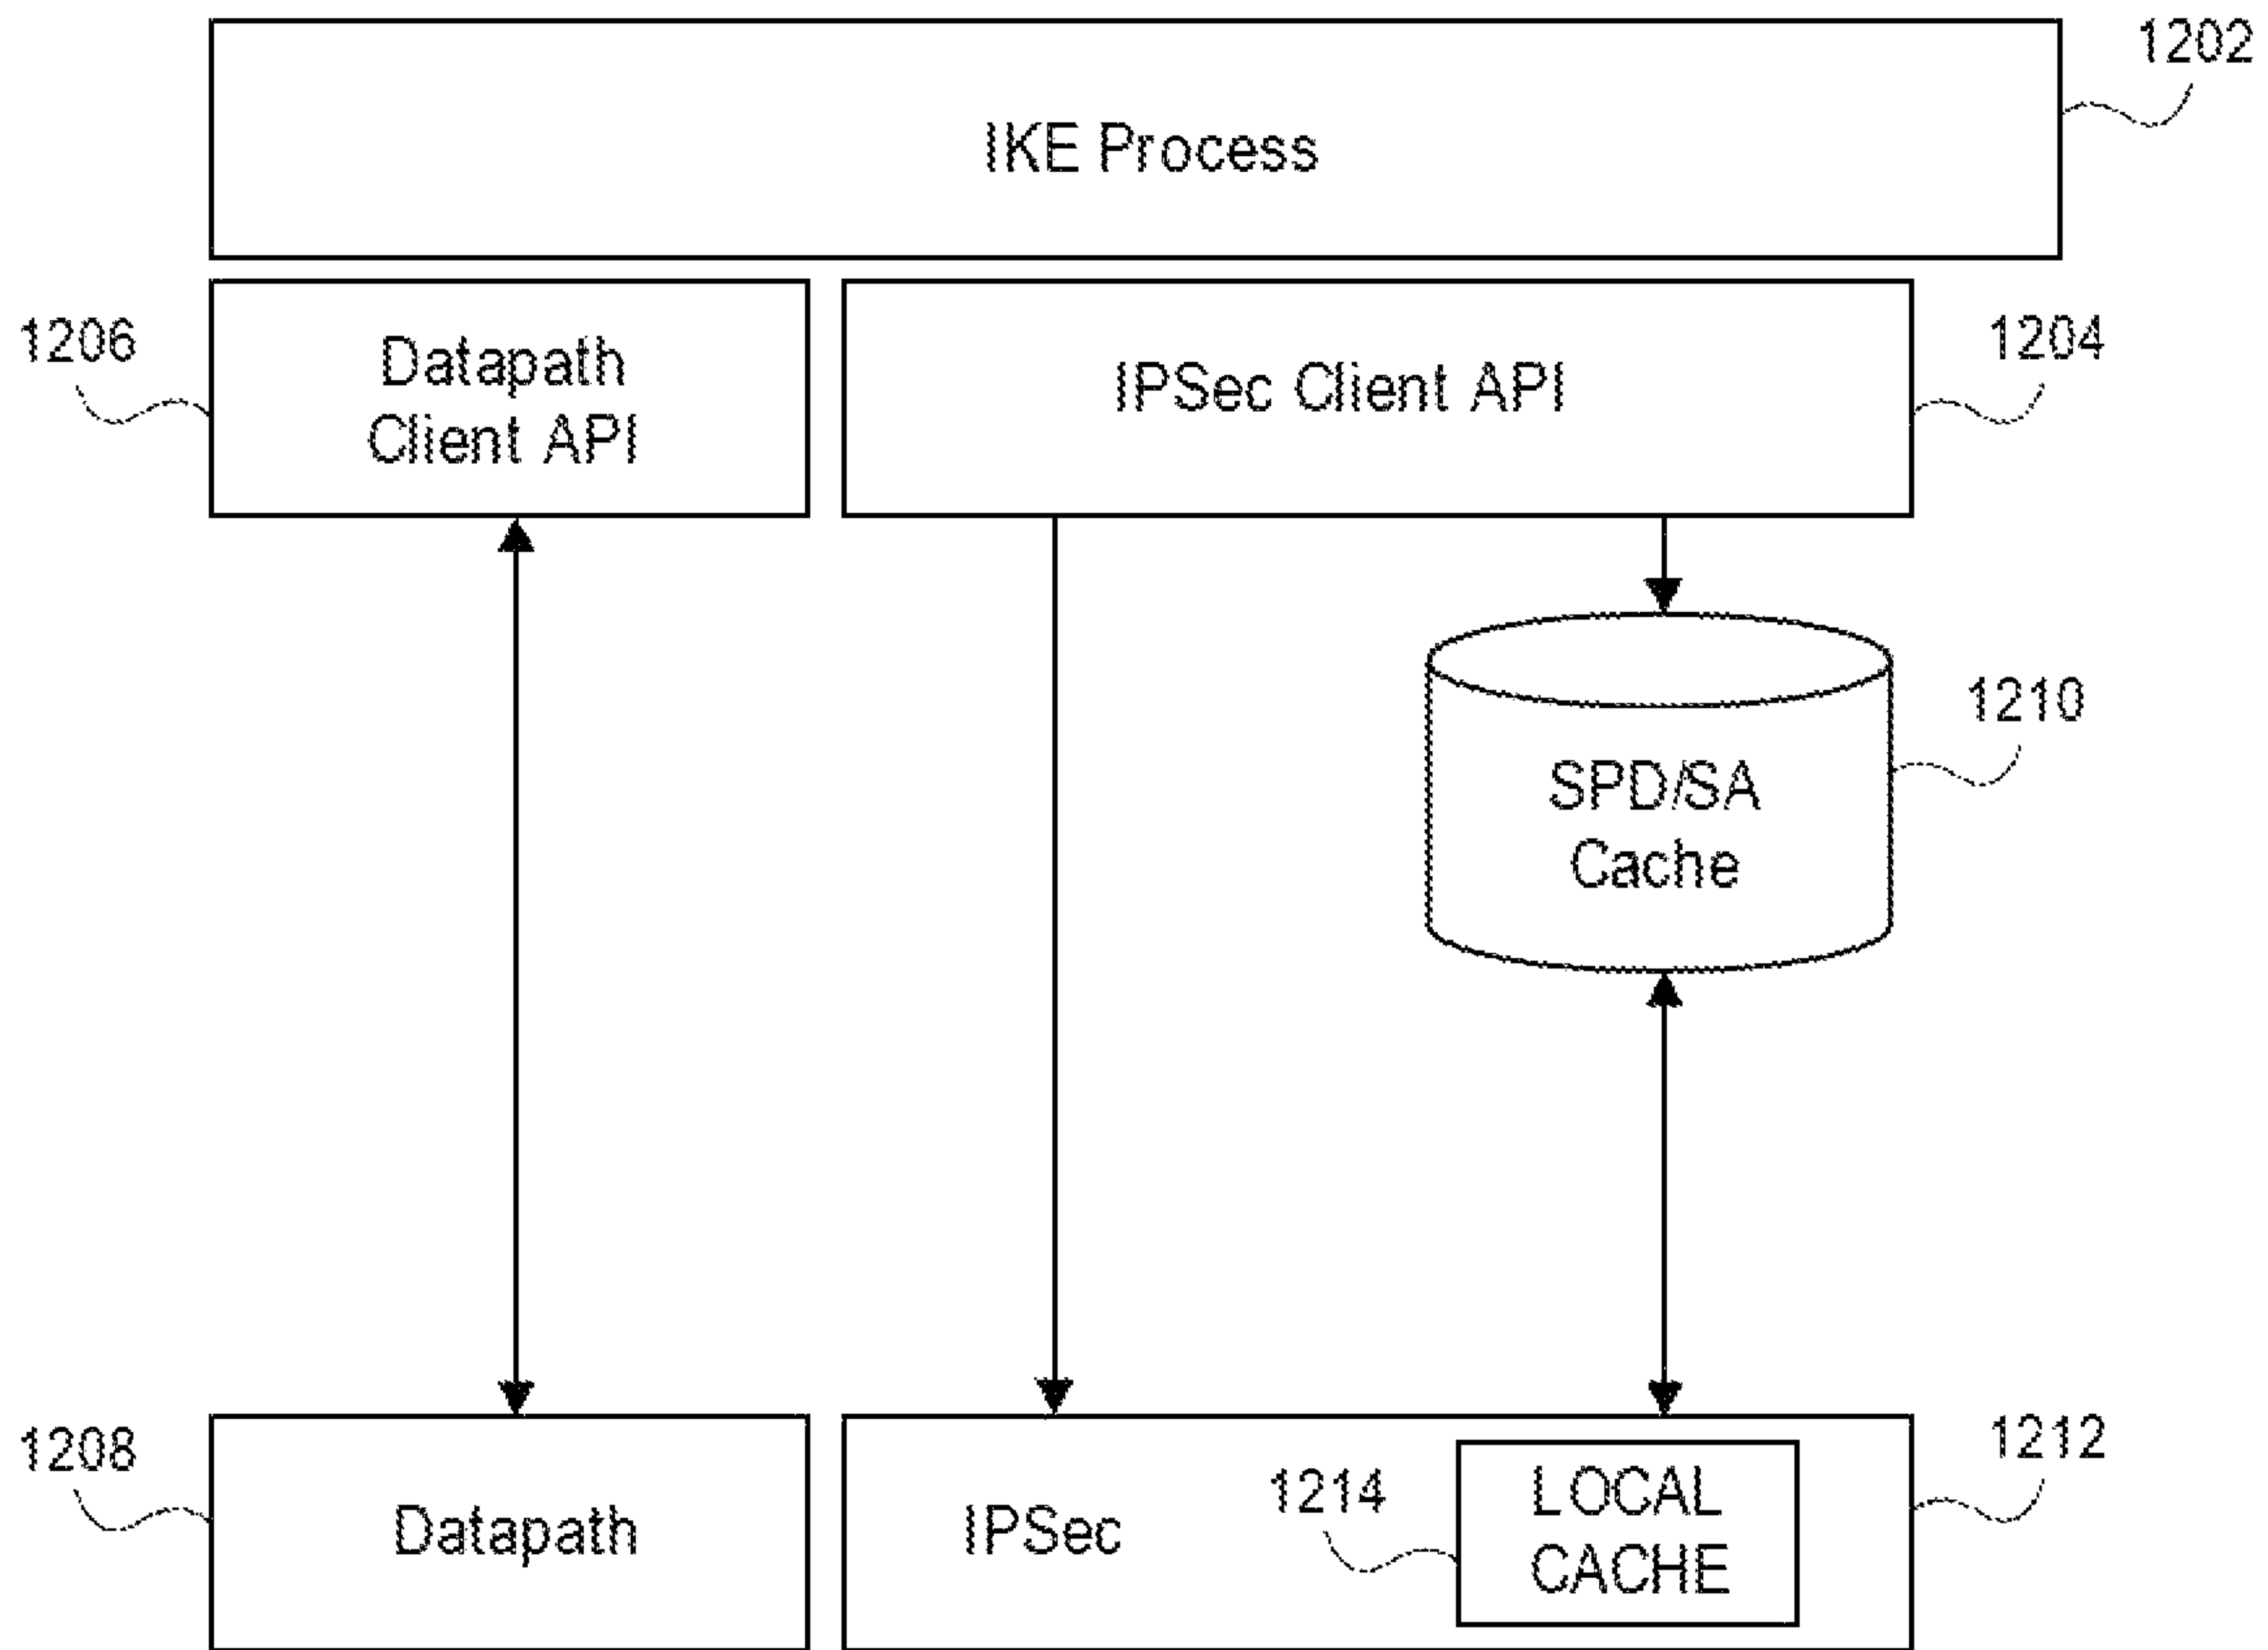 1202
IKE Process
1206
Datapath
Client API
IPSec Client API
1204
1210
SPD/SA
Cache
1208
Datapath
IPSec
1214
LOCAL
CACHE
1212